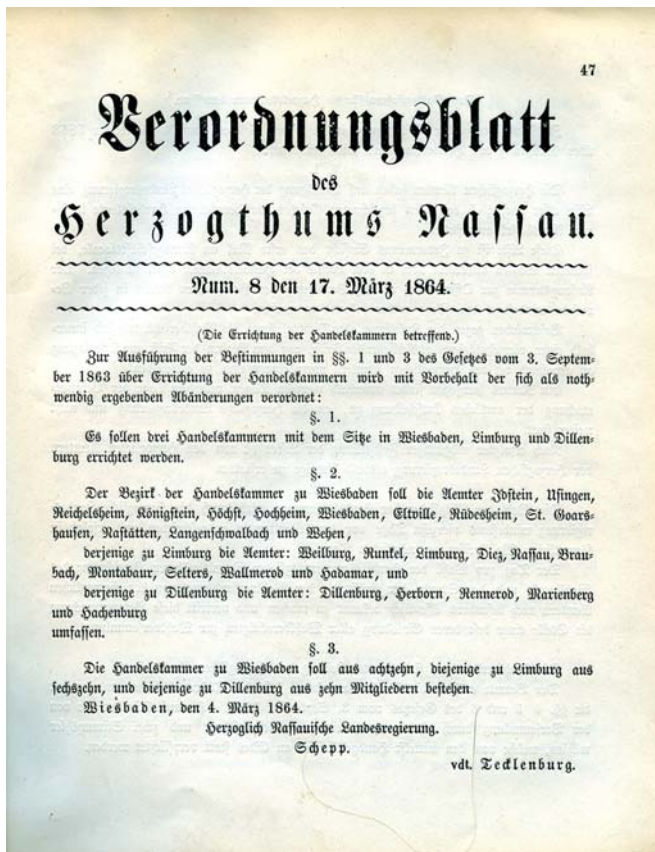 47
Verordnungsblatt
des
Herzogthums Nassau.
Num. 8 den 17. März 1864.
(Die Errichtung der Handelskammern betreffend.)
Zur Ausführung der Bestimmungen in §§. 1 und 3 des Gesetzes vom 3. Septem-
ber 1863 über Errichtung der Handelskammern wird mit Vorbehalt der sich als noth-
wendig ergebenden Abänderungen verordnet:
§. 1.
Es sollen drei Handelskammern mit dem Sitze in Wiesbaden, Limburg und Dillen-
burg errichtet werden.
§. 2.
Der Bezirk der Handelskammer zu Wiesbaden soll die Aemter Idstein, Usingen,
Reichelsheim, Königstein, Höchst, Hochheim, Wiesbaden, Eltville, Rüdesheim, St. Goars-
hausen, Nastätten, Langenschwalbach und Wehen,
derjenige zu Limburg die Aemter: Weilburg, Runkel, Limburg, Diez, Nassau, Brau-
bach, Montabaur, Selters, Wallmerod und Hadamar, und
derjenige zu Dillenburg die Aemter: Dillenburg, Herborn, Rennerod, Marienberg
und Hachenburg
umfassen.
§. 3.
Die Handelskammer zu Wiesbaden soll aus achtzehn, diejenige zu Limburg aus
sechszehn, und diejenige zu Dillenburg aus zehn Mitgliedern bestehen.
Wiesbaden, den 4. März 1864.
Herzoglich Nassauische Landesregierung.
Schepp.
vdt. Tecklenburg.